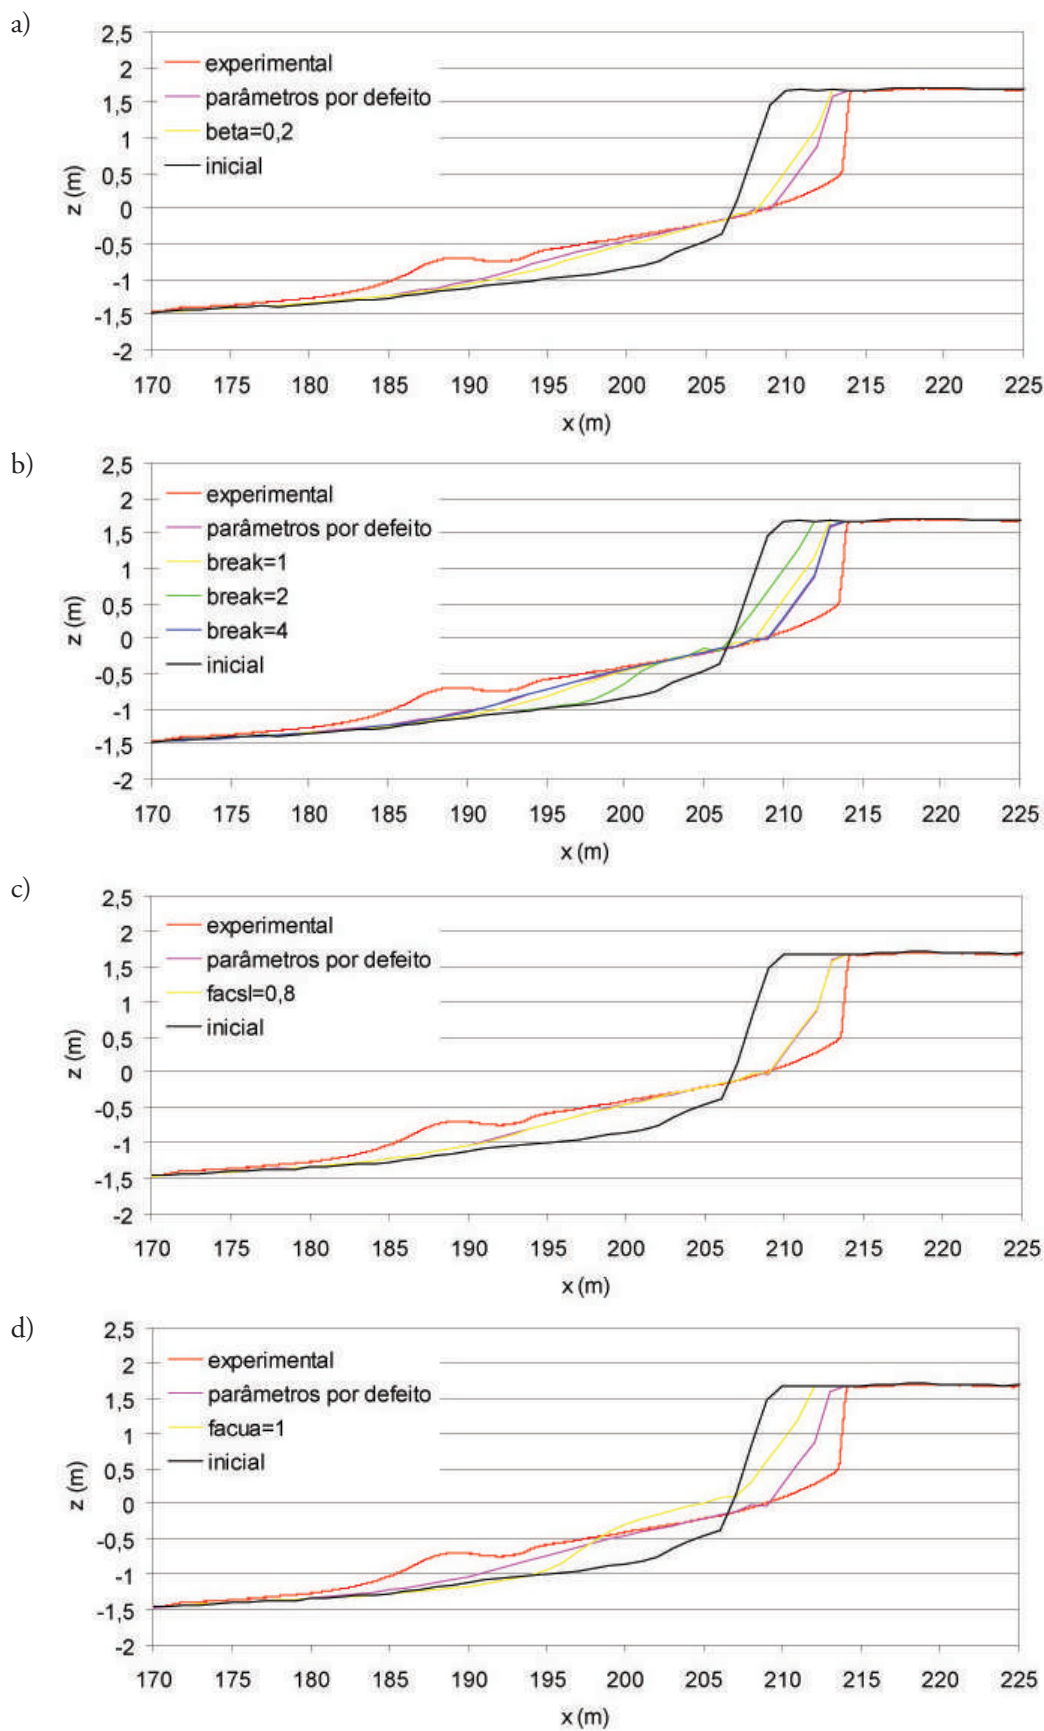 a)
2,5
2
1,5
1
0,5
0
-0,5
-1
-1,5
-2
z (m)
experimental
parâmetros por defeito
beta=0,2
inicial
170 175 180 185 190 195 200 205 210 215 220 225
x (m)
b)
2,5
2
1,5
1
0,5
0
-0,5
-1
-1,5
-2
z (m)
experimental
parâmetros por defeito
break=1
break=2
break=4
inicial
170 175 180 185 190 195 200 205 210 215 220 225
x (m)
c)
2,5
2
1,5
1
0,5
0
-0,5
-1
-1,5
-2
z (m)
experimental
parâmetros por defeito
facsl=0,8
inicial
170 175 180 185 190 195 200 205 210 215 220 225
x (m)
d)
2,5
2
1,5
1
0,5
0
-0,5
-1
-1,5
-2
z (m)
experimental
parâmetros por defeito
facua=1
inicial
170 175 180 185 190 195 200 205 210 215 220 225
x (m)